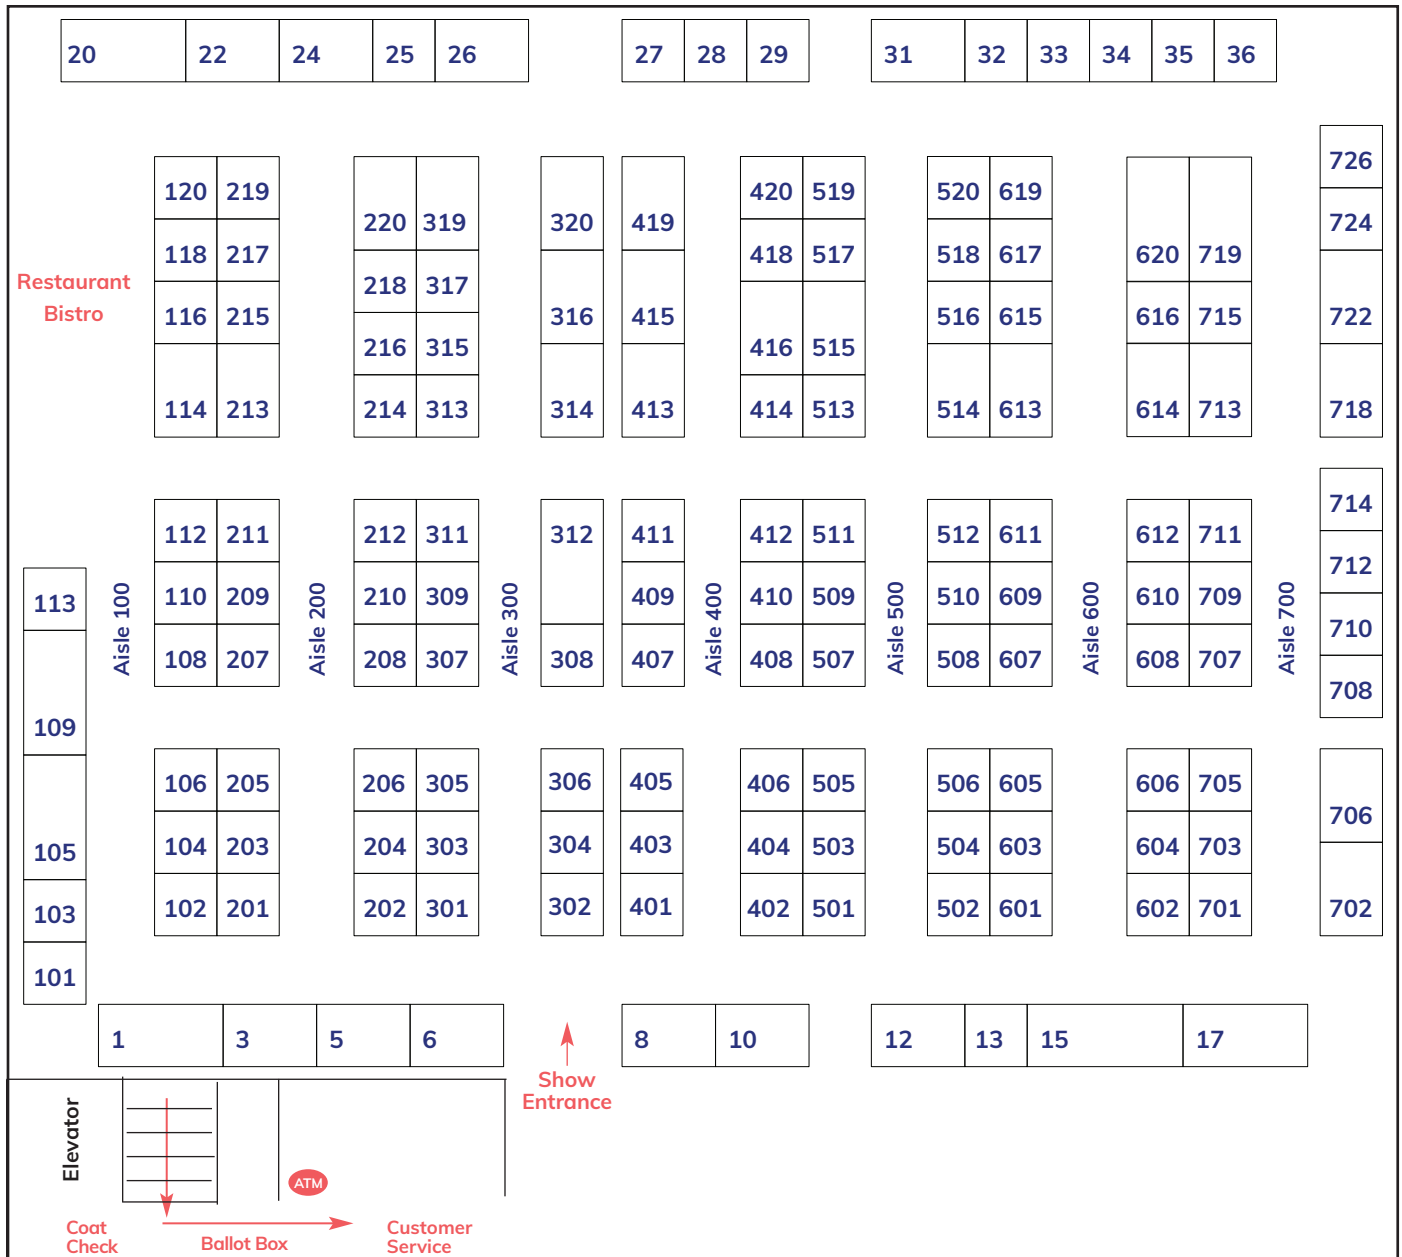 20 22 24 25 26 27 28 29 31 32 33 34 35 36
726
120 219 220 319 320 419 420 519 520 619 620 719 724
118 217 418 517 518 617
Restaurant
Bistro
218 317
116 215 316 415 516 615 616 715 722
216 315 416 515
114 213 214 313 314 413 414 513 514 613 614 713 718
714
112 211 212 311 312 411 412 511 512 611 612 711
712
113 Aisle 100 110 209 Aisle 200 210 309 Aisle 300 409 Aisle 400 410 509 Aisle 500 510 609 Aisle 600 610 709 Aisle 700
710
108 207 208 307 308 407 408 507 508 607 608 707
708
109
106 205 206 305 306 405 406 505 506 605 606 705
706
105 104 203 204 303 304 403 404 503 504 603 604 703
103 102 201 202 301 302 401 402 501 502 601 602 701 702
101
1 3 5 6 8 10 12 13 15 17
Show
Entrance
Elevator
ATM
Coat
Check
Ballot Box
Customer
Service